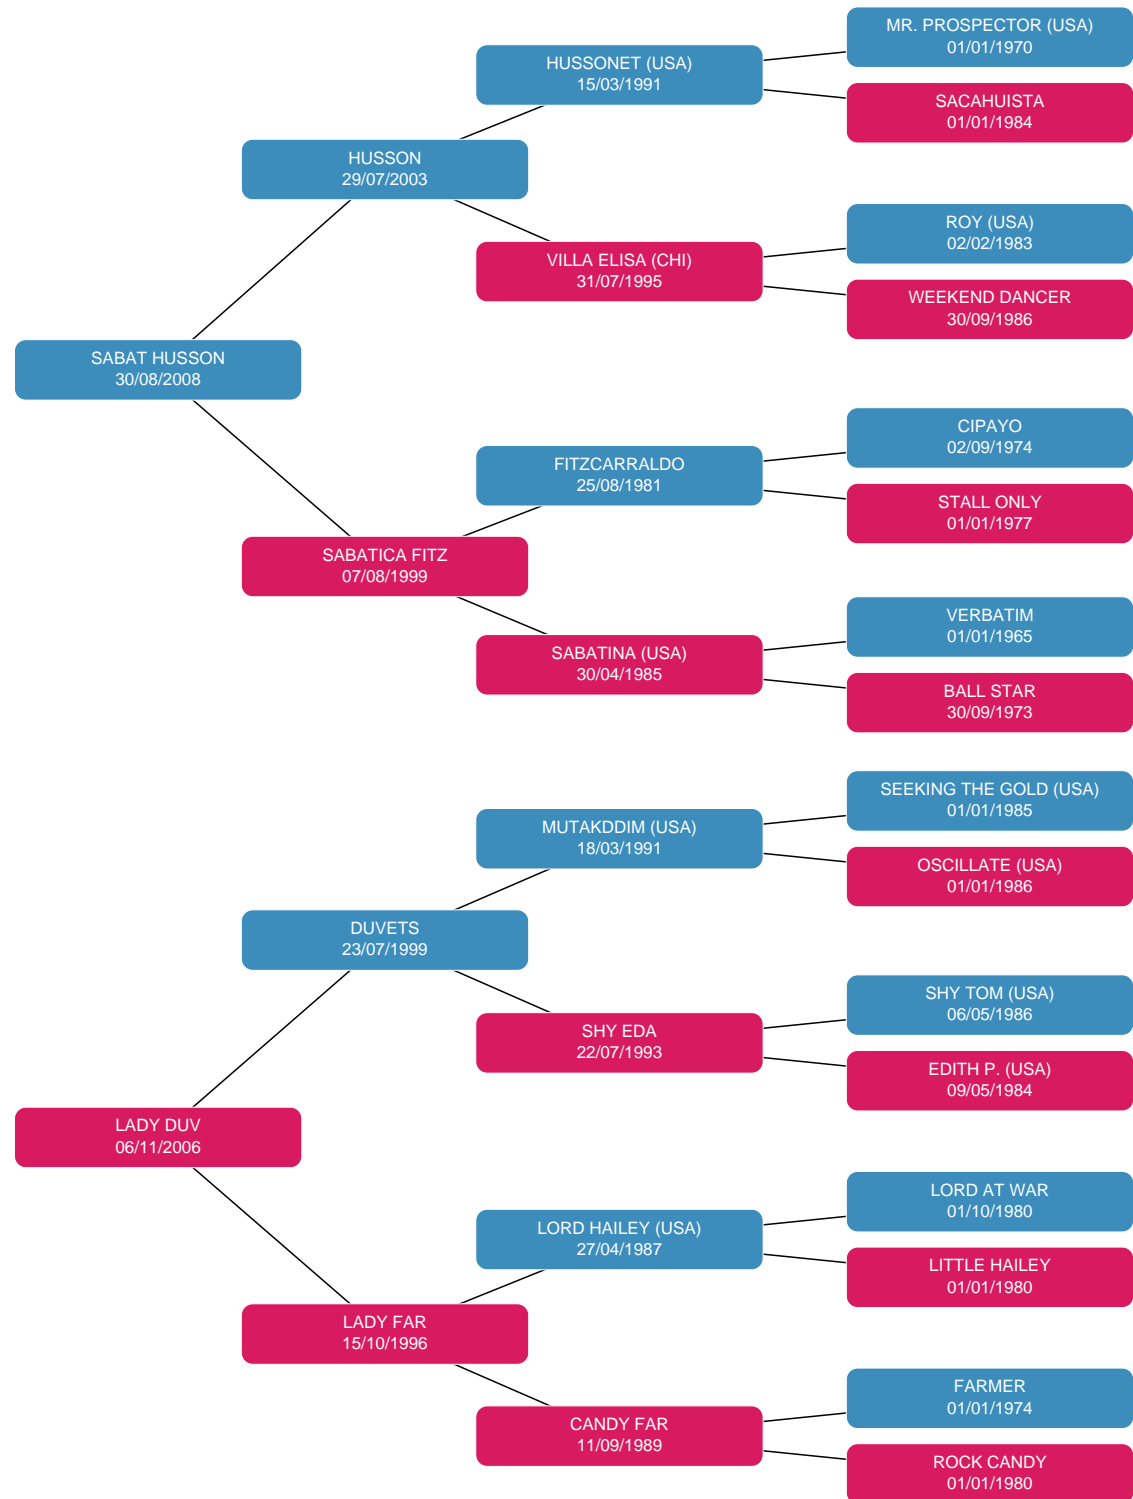 MR. PROSPECTOR (USA)
01/01/1970
HUSSONET (USA)
15/03/1991
SACAHUISTA
01/01/1984
HUSSON
29/07/2003
ROY (USA)
02/02/1983
VILLA ELISA (CHI)
31/07/1995
WEEKEND DANCER
30/09/1986
SABAT HUSSON
30/08/2008
CIPAYO
02/09/1974
FITZCARRALDO
25/08/1981
STALL ONLY
01/01/1977
SABATICA FITZ
07/08/1999
VERBATIM
01/01/1965
SABATINA (USA)
30/04/1985
BALL STAR
30/09/1973
SEEKING THE GOLD (USA)
01/01/1985
MUTAKDDIM (USA)
18/03/1991
OSCILLATE (USA)
01/01/1986
DUVETS
23/07/1999
SHY TOM (USA)
06/05/1986
SHY EDA
22/07/1993
EDITH P. (USA)
09/05/1984
LADY DUV
06/11/2006
LORD AT WAR
01/10/1980
LORD HAILEY (USA)
27/04/1987
LITTLE HAILEY
01/01/1980
LADY FAR
15/10/1996
FARMER
01/01/1974
CANDY FAR
11/09/1989
ROCK CANDY
01/01/1980